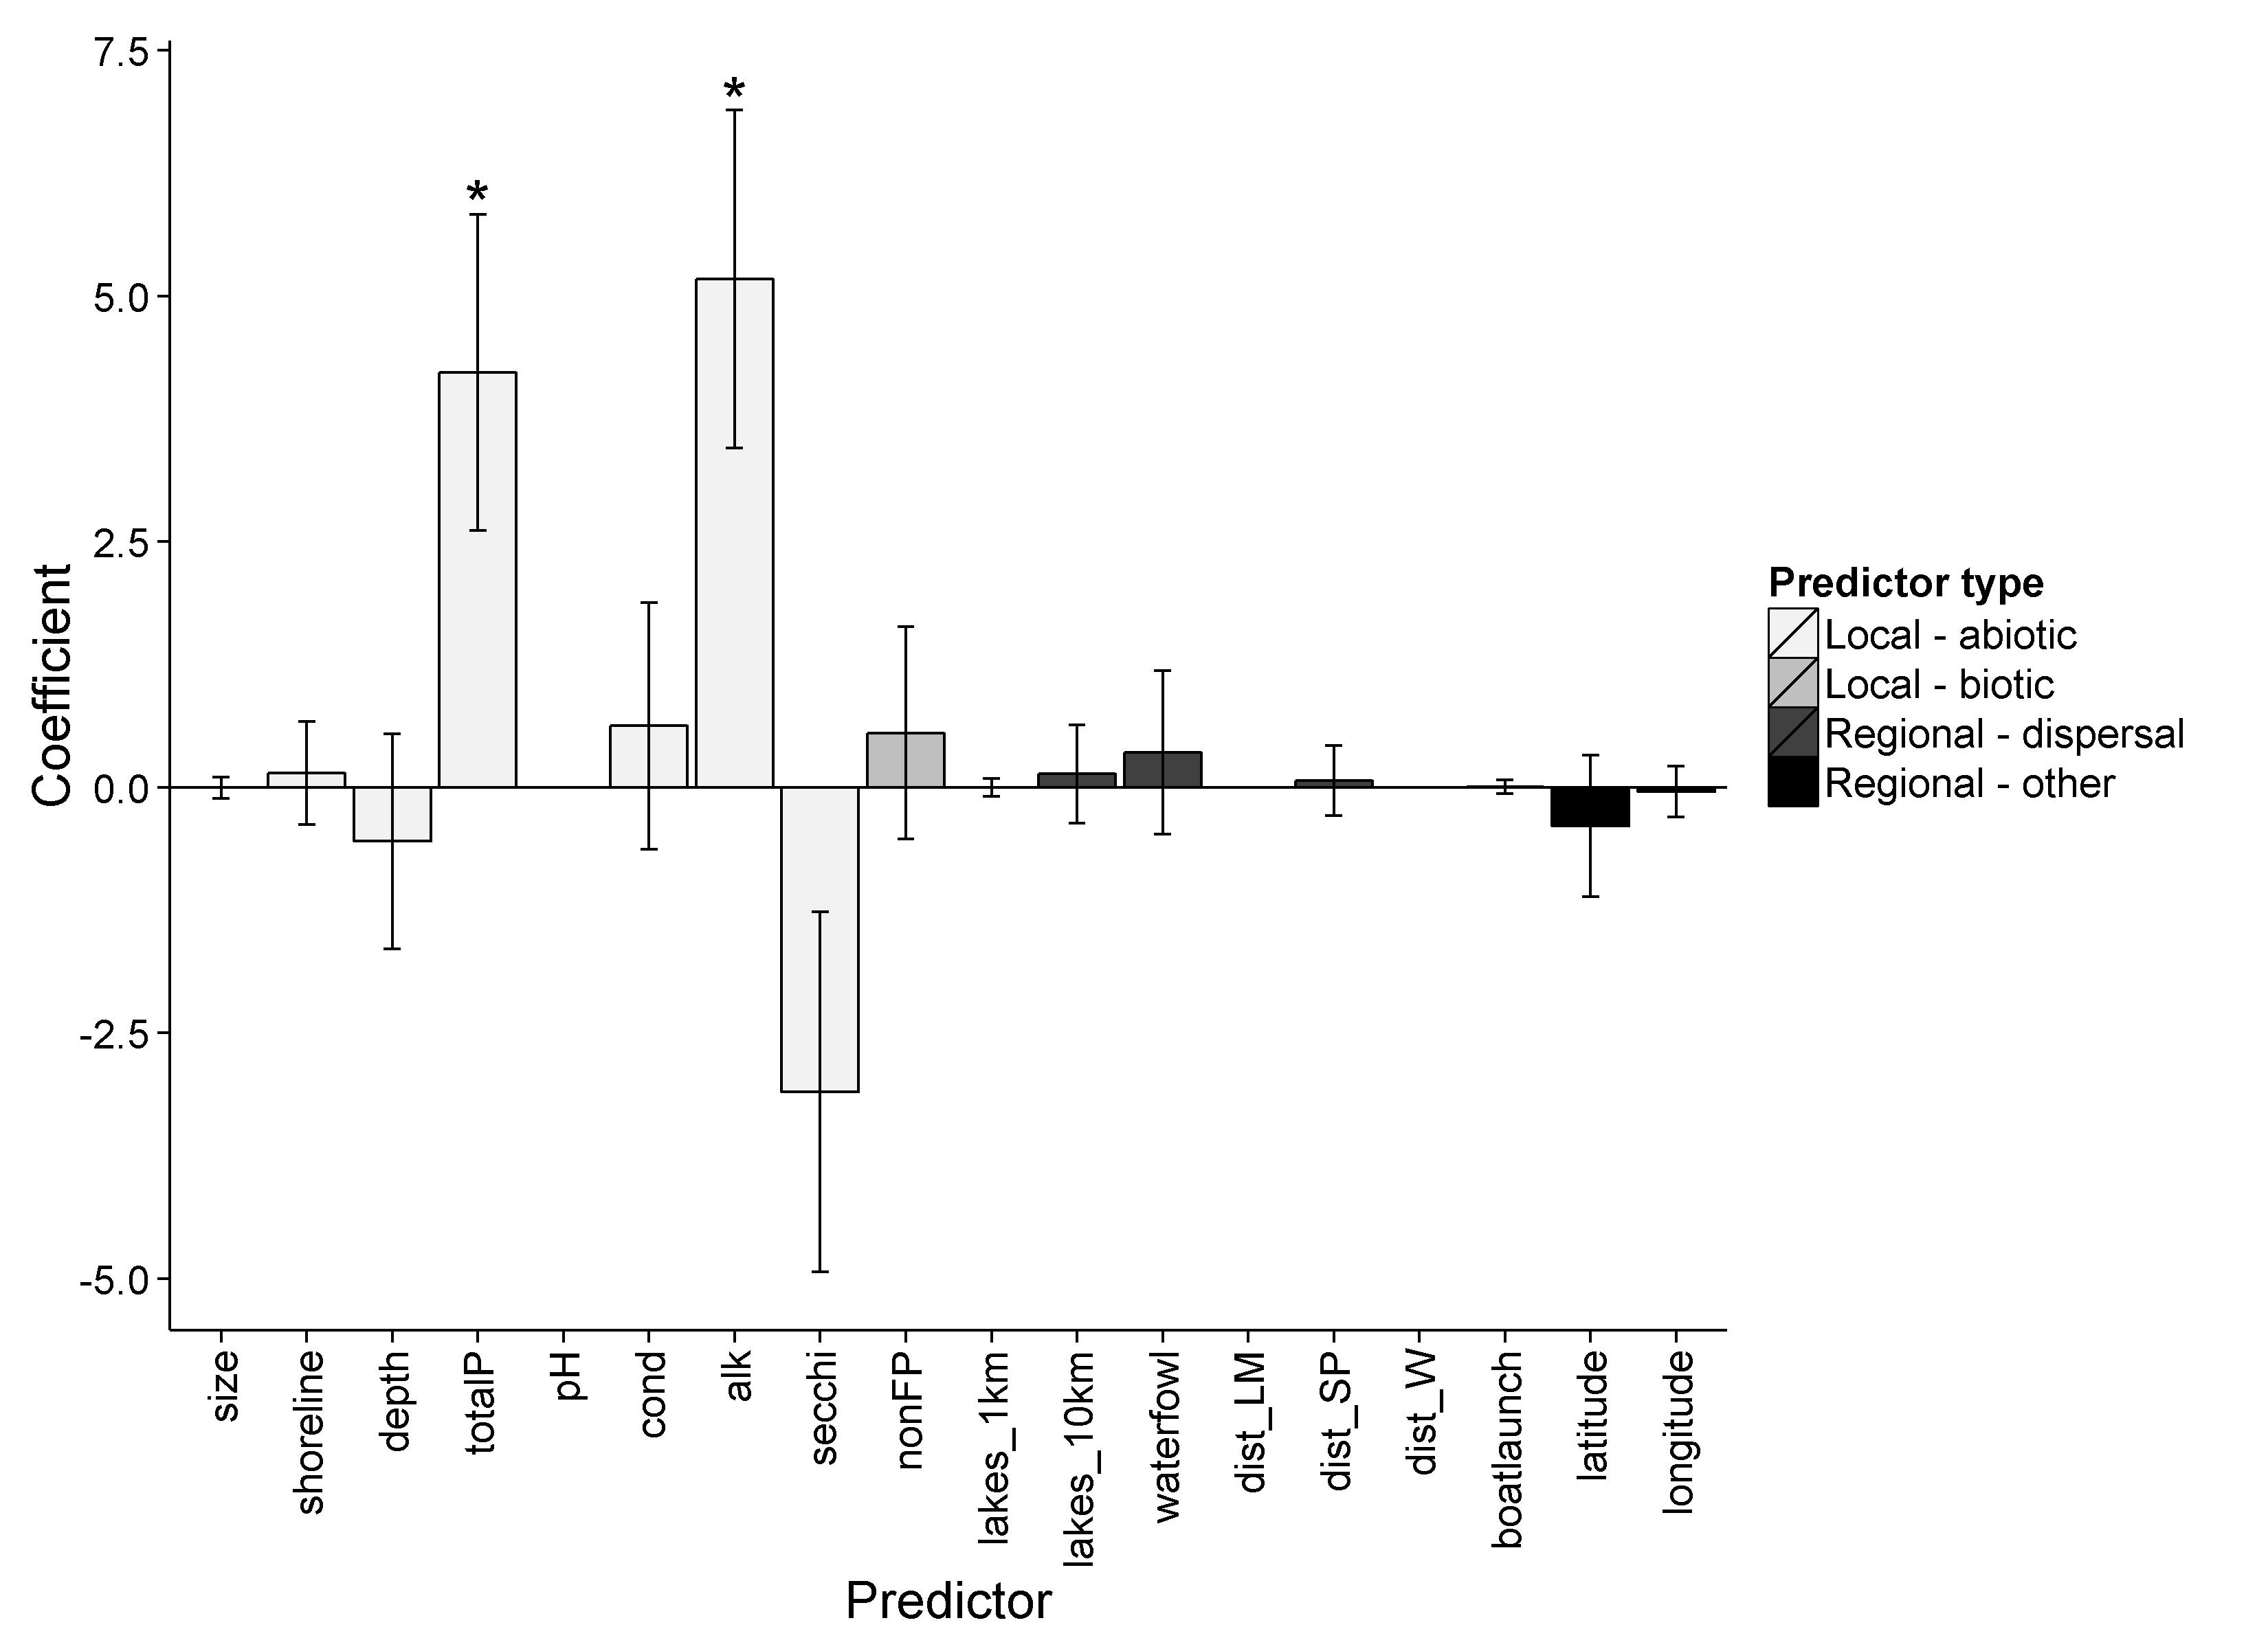 7.5
5.0
2.5
0.0
-2.5
-5.0
Coefficient
*
*
size
shoreline
depth
totalP
pH
cond
alk
secchi
nonFP
lakes_1km
lakes_10km
waterfowl
dist_LM
dist_SP
dist_W
boatlaunch
latitude
longitude
Predictor
Predictor type
Local - abiotic
Local - biotic
Regional - dispersal
Regional - other